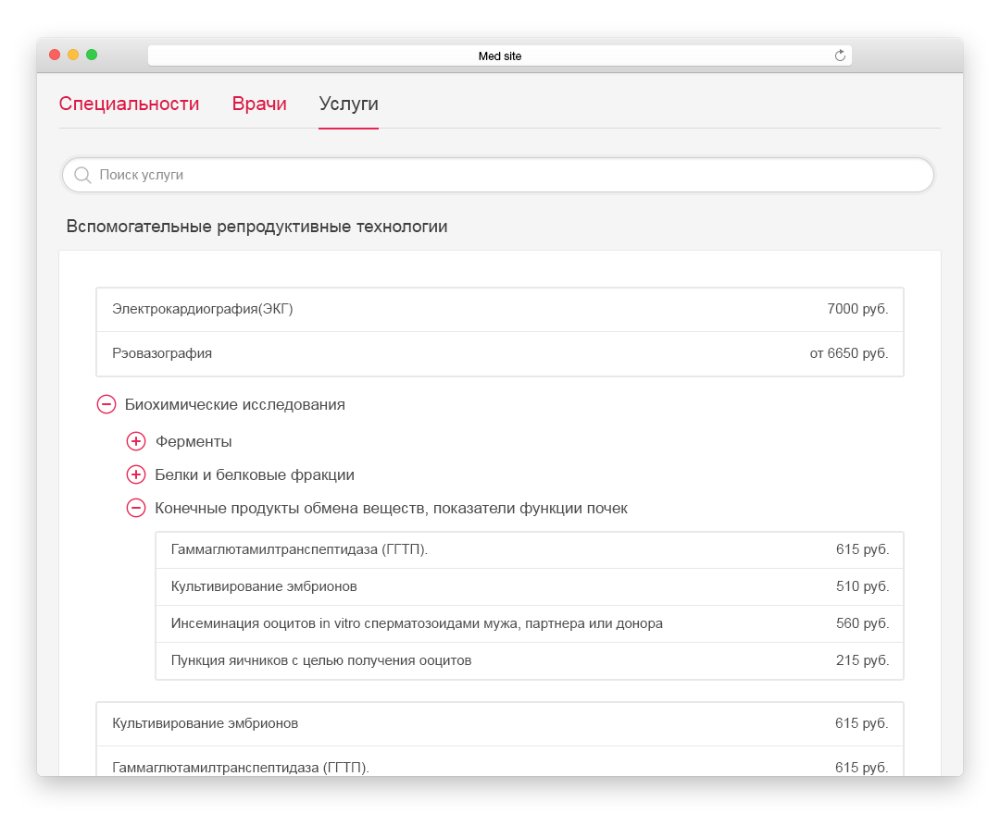 Med site
Специальности Врачи Услуги
Поиск услуги
Вспомогательные репродуктивные технологии
Электрокардиография(ЭКГ) 7000 руб.
Рэовазография от 6650 руб.
Биохимические исследования
Ферменты
Белки и белковые фракции
Конечные продукты обмена веществ, показатели функции почек
Гаммаглютамилтранспептидаза (ГГТП). 615 руб.
Культивирование эмбрионов 510 руб.
Инсеминация ооцитов in vitro сперматозоидами мужа, партнера или донора 560 руб.
Пункция яичников с целью получения ооцитов 215 руб.
Культивирование эмбрионов 615 руб.
Гаммаглютамилтранспептидаза (ГГТП). 615 руб.